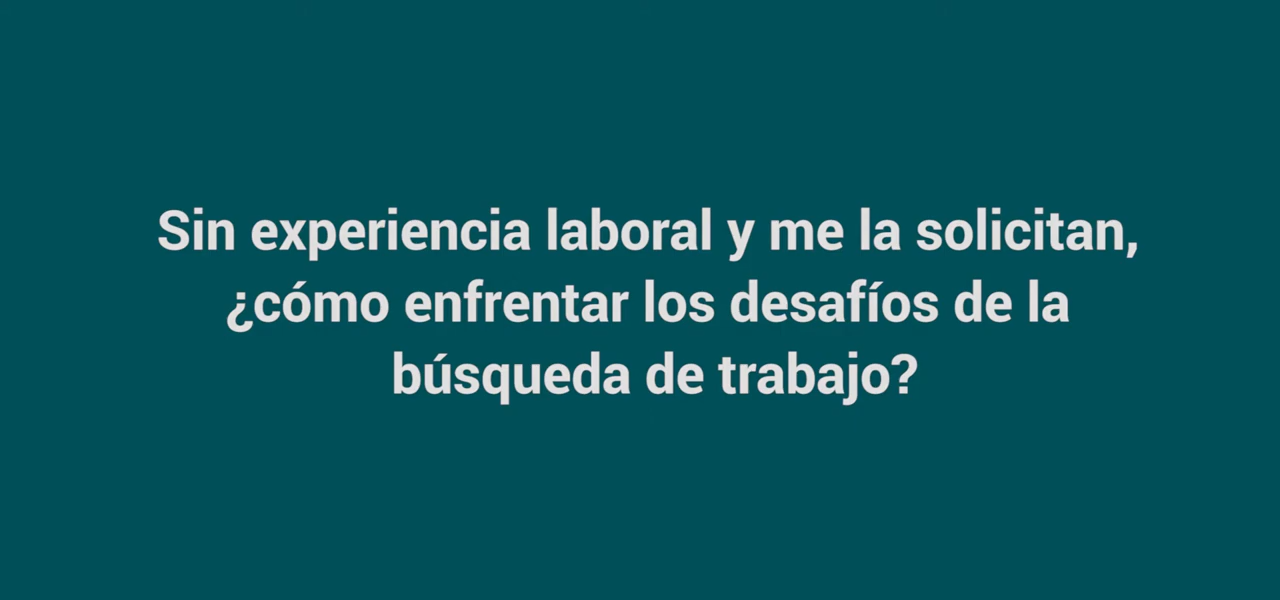 Sin experiencia laboral y me la solicitan,
¿cómo enfrentar los desafíos de la
búsqueda de trabajo?